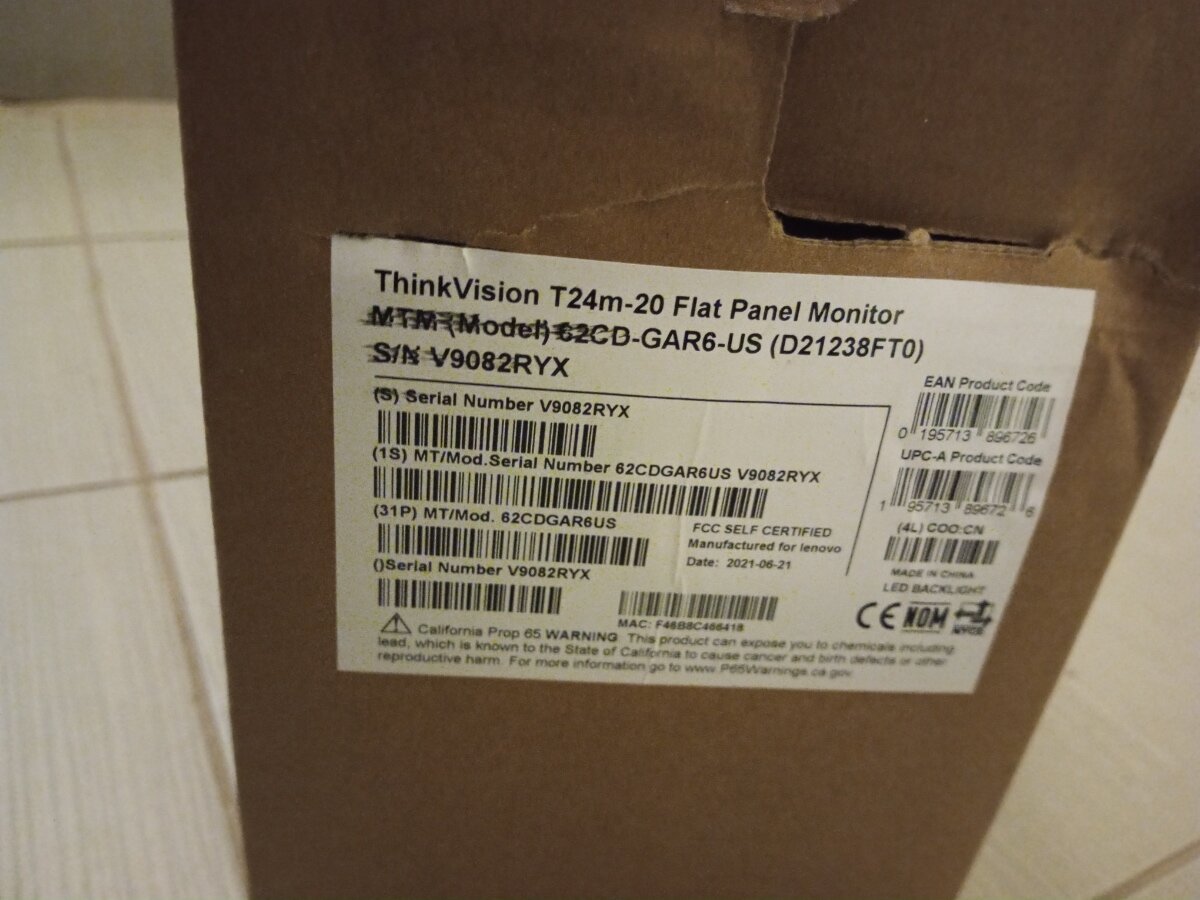 ThinkVision T24m-20 Flat Panel Monitor
MTM (Model) 62CD-GAR6-US (D21238FT0)
S/N V9082RYX
(S) Serial Number V9082RYX
(1S) MT/Mod.Serial Number 62CDGAR6US V9082RYX
(31P) MT/Mod. 62CDGAR6US
()Serial Number V9082RYX
FCC SELF CERTIFIED
Manufactured for lenovo
Date: 2021-06-21
MAC: F46B8C466418
EAN Product Code
0 195713 896726
UPC-A Product Code
1 95713 89672 6
(4L) COO:CN
MADE IN CHINA
LED BACKLIGHT
CE NOM NYCE
California Prop 65 WARNING This product can expose you to chemicals including
lead, which is known to the State of California to cause cancer and birth defects or other
reproductive harm. For more information go to www.P65Warnings.ca.gov